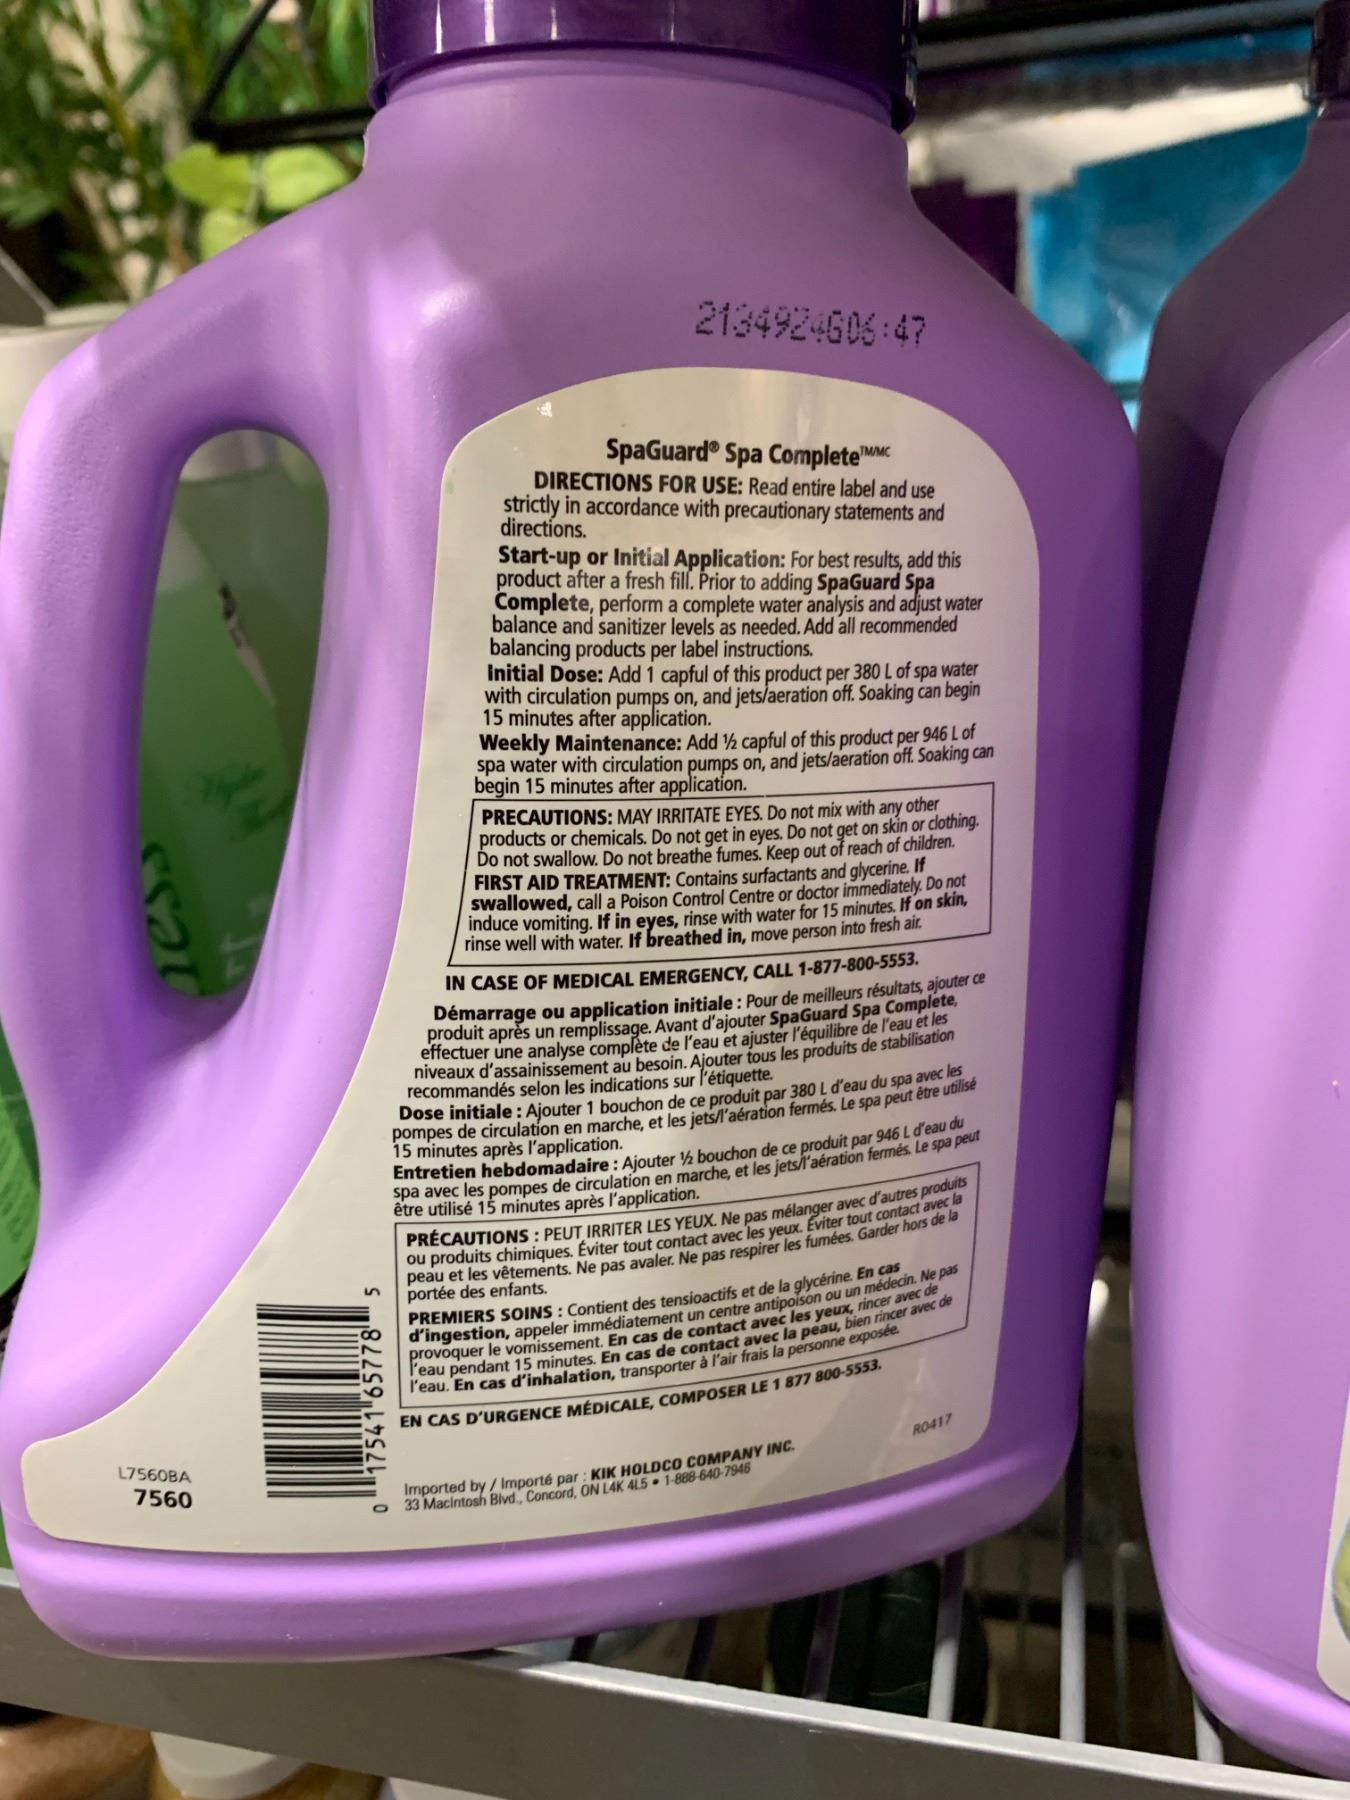 2134924G06:47
SpaGuard® Spa Complete™/MC
DIRECTIONS FOR USE: Read entire label and use
strictly in accordance with precautionary statements and
directions.
Start-up or Initial Application: For best results, add this
product after a fresh fill. Prior to adding SpaGuard Spa
Complete, perform a complete water analysis and adjust water
balance and sanitizer levels as needed. Add all recommended
balancing products per label instructions.
Initial Dose: Add 1 capful of this product per 380 L of spa water
with circulation pumps on, and jets/aeration off. Soaking can begin
15 minutes after application.
Weekly Maintenance: Add ½ capful of this product per 946 L of
spa water with circulation pumps on, and jets/aeration off. Soaking can
begin 15 minutes after application.
PRECAUTIONS: MAY IRRITATE EYES. Do not mix with any other
products or chemicals. Do not get in eyes. Do not get on skin or clothing.
Do not swallow. Do not breathe fumes. Keep out of reach of children.
FIRST AID TREATMENT: Contains surfactants and glycerine. If
swallowed, call a Poison Control Centre or doctor immediately. Do not
induce vomiting. If in eyes, rinse with water for 15 minutes. If on skin,
rinse well with water. If breathed in, move person into fresh air.
IN CASE OF MEDICAL EMERGENCY, CALL 1-877-800-5553.
Démarrage ou application initiale : Pour de meilleurs résultats, ajouter ce
produit après un remplissage. Avant d'ajouter SpaGuard Spa Complete,
effectuer une analyse complète de l'eau et ajuster l'équilibre de l'eau et les
niveaux d'assainissement au besoin. Ajouter tous les produits de stabilisation
recommandés selon les indications sur l'étiquette.
Dose initiale : Ajouter 1 bouchon de ce produit par 380 L d'eau du spa avec les
pompes de circulation en marche, et les jets/l'aération fermés. Le spa peut être utilisé
15 minutes après l'application.
Entretien hebdomadaire : Ajouter ½ bouchon de ce produit par 946 L d'eau du
spa avec les pompes de circulation en marche, et les jets/l'aération fermés. Le spa peut
être utilisé 15 minutes après l'application.
PRÉCAUTIONS : PEUT IRRITER LES YEUX. Ne pas mélanger avec d'autres produits
ou produits chimiques. Éviter tout contact avec les yeux. Éviter tout contact avec la
peau et les vêtements. Ne pas avaler. Ne pas respirer les fumées. Garder hors de la
portée des enfants.
PREMIERS SOINS : Contient des tensioactifs et de la glycérine. En cas
d'ingestion, appeler immédiatement un centre antipoison ou un médecin. Ne pas
provoquer le vomissement. En cas de contact avec les yeux, rincer avec de
l'eau pendant 15 minutes. En cas de contact avec la peau, bien rincer avec de
l'eau. En cas d'inhalation, transporter à l'air frais la personne exposée.
EN CAS D'URGENCE MÉDICALE, COMPOSER LE 1 877 800-5553.
R0417
Imported by / Importé par : KIK HOLDCO COMPANY INC.
33 MacIntosh Blvd., Concord, ON L4K 4L5 • 1-888-640-7946
0 17541 65778 5
L7560BA
7560